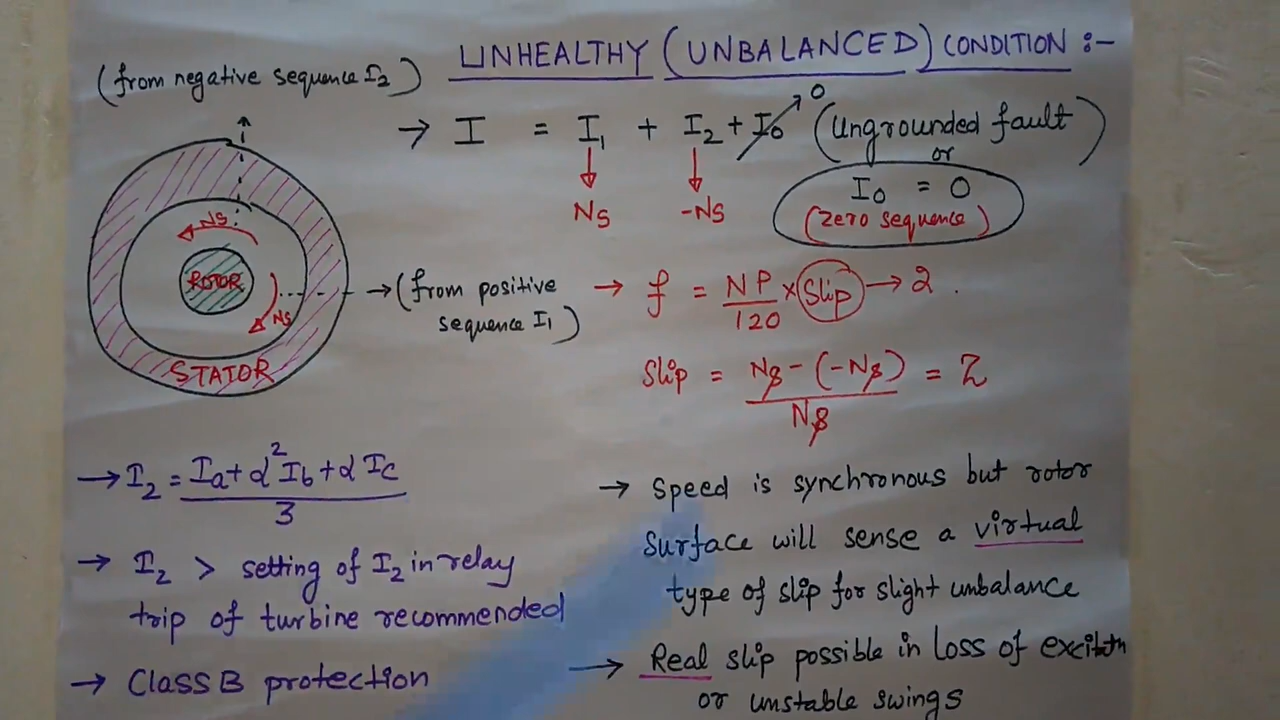 UNHEALTHY (UNBALANCED) CONDITION :-
(from negative sequence I2)
→ I = I1 + I2 + I0 ↗ 0 (Ungrounded fault)
or
I0 = 0
(zero sequence)
NS
-NS
NS
ROTOR
NS
STATOR
→ (from positive
sequence I1)
→ f = NP/120 × Slip → 2 .
Slip = NS - (-NS) / NS = 2
→ I2 = Ia + α²Ib + α Ic / 3
→ I2 > setting of I2 in relay
trip of turbine recommended
→ Class B protection
→ Speed is synchronous but rotor
Surface will sense a virtual
type of slip for slight unbalance
→ Real slip possible in Loss of
or unstable swings